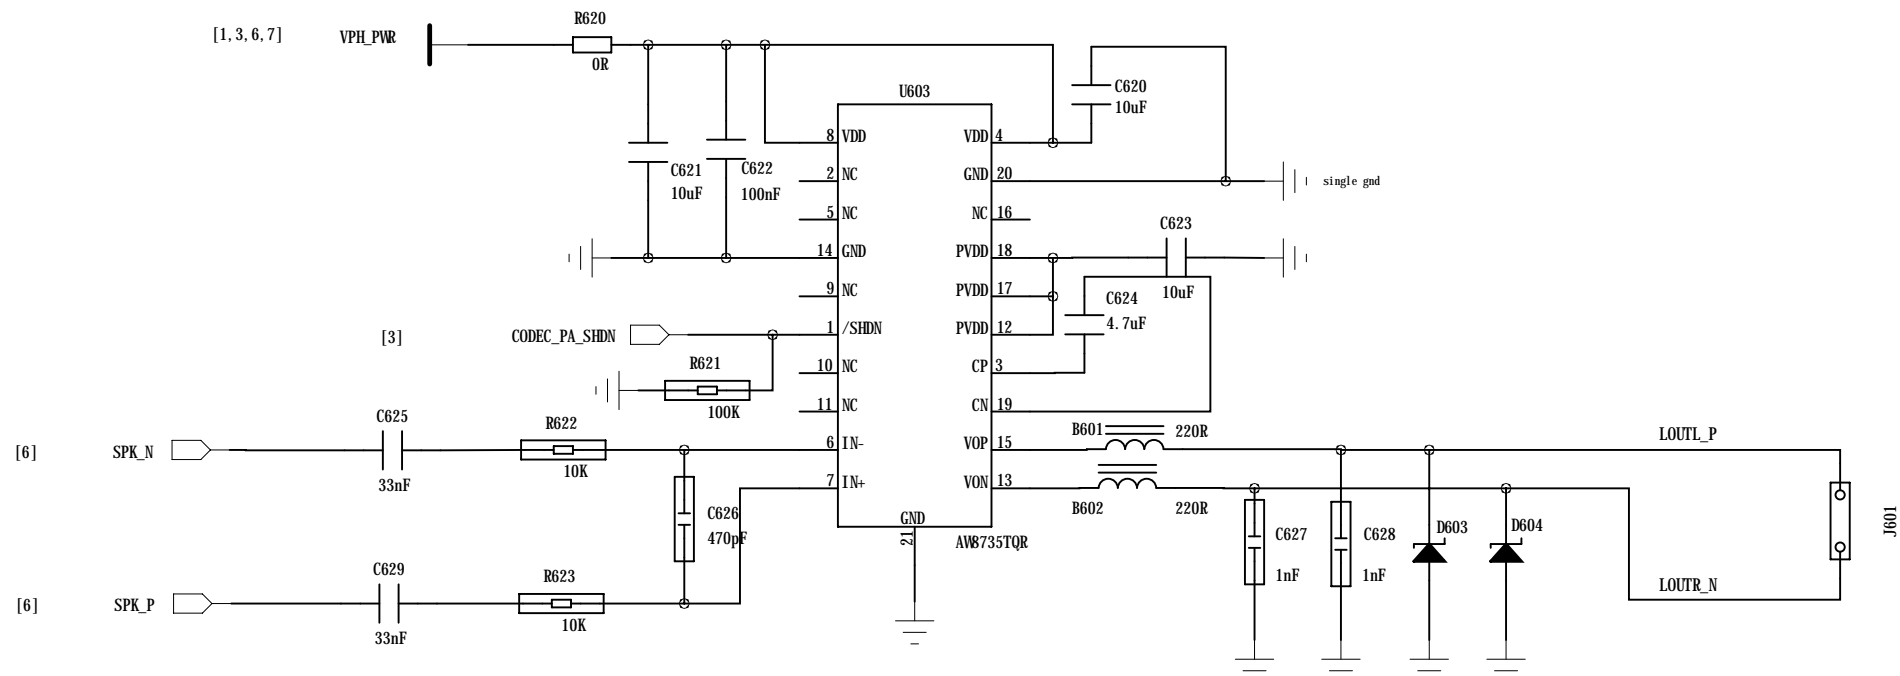 R620
[1,3,6,7] VPH_PWR
0R
C620
10uF
U603
8 VDD
VDD 4
C621
10uF
C622
100nF
2 NC
GND 20
single gnd
5 NC
NC 16
C623
10uF
14 GND
PVDD 18
9 NC
PVDD 17
C624
4.7uF
[3] CODEC_PA_SHDN
1 /SHDN
PVDD 12
R621
100K
10 NC
CP 3
11 NC
CN 19
C625
33nF
R622
10K
[6] SPK_N
6 IN-
VOP 15
B601 220R
LOUTL_P
7 IN+
VON 13
B602 220R
C626
470pF
GND
21
AW8735TQR
C627
1nF
C628
1nF
D603
D604
J601
C629
33nF
R623
10K
[6] SPK_P
LOUTR_N